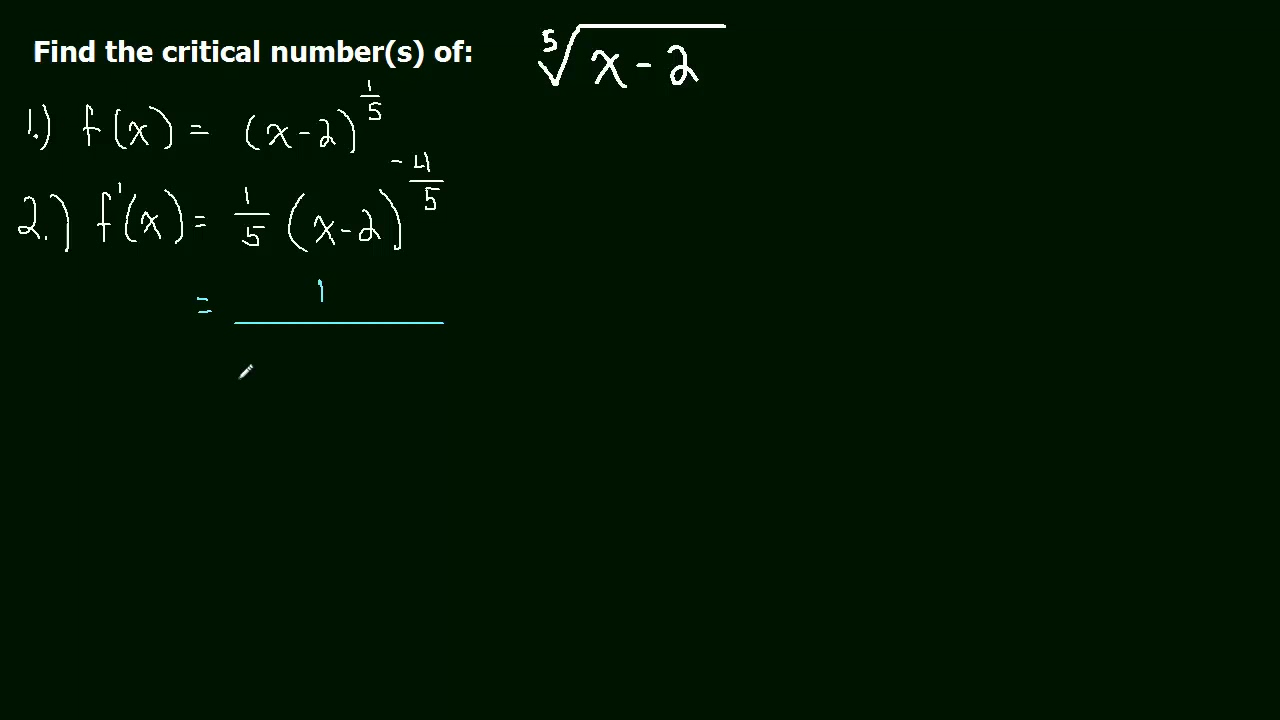 Find the critical number(s) of: ⁵√(x - 2)
1.) f(x) = (x - 2)^(1/5)
2.) f'(x) = 1/5 (x - 2)^(-4/5)
= 1/